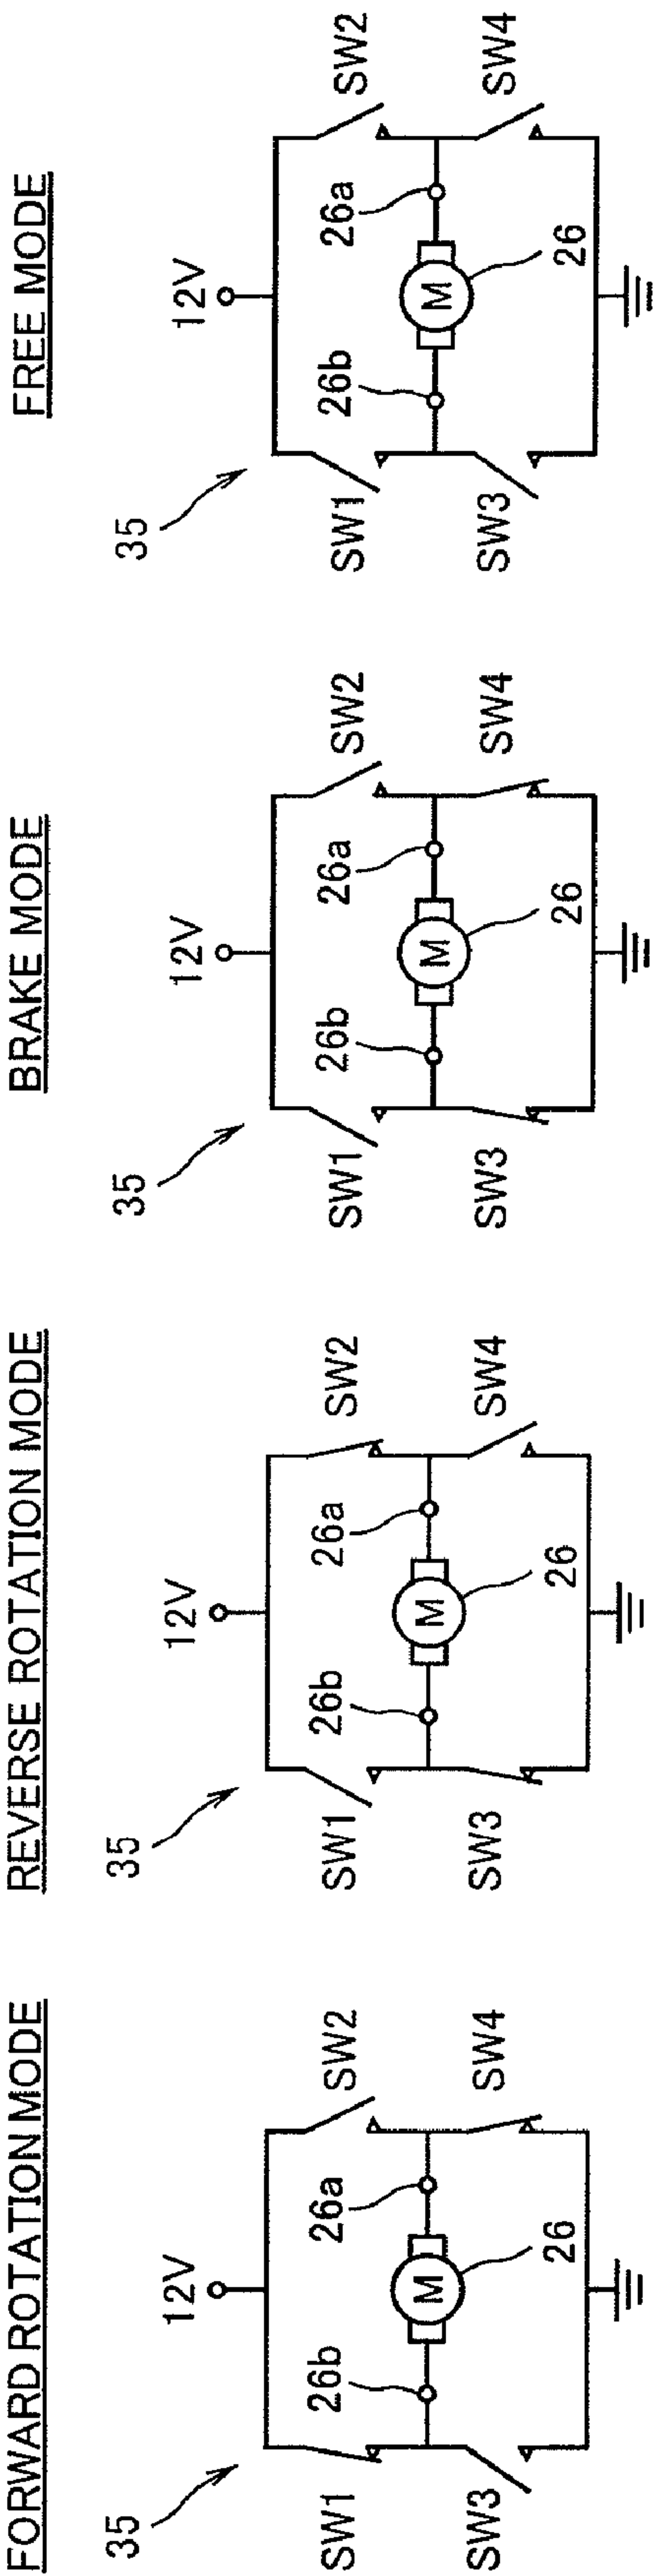 FORWARD ROTATION MODE
35
12V
SW1
SW2
26b
26a
M
26
SW3
SW4
REVERSE ROTATION MODE
35
12V
SW1
SW2
26b
26a
M
26
SW3
SW4
BRAKE MODE
35
12V
SW1
SW2
26b
26a
M
26
SW3
SW4
FREE MODE
35
12V
SW1
SW2
26b
26a
M
26
SW3
SW4